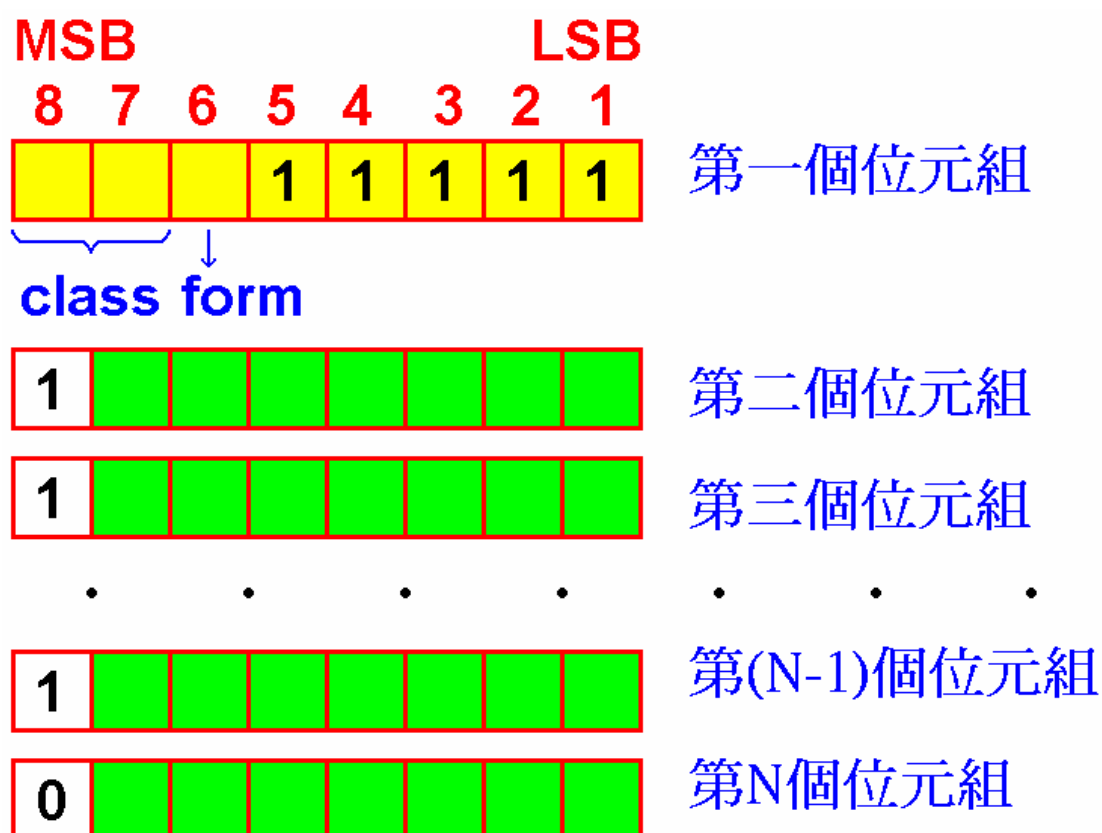 MSB LSB
8 7 6 5 4 3 2 1
1 1 1 1 1 第一個位元組
class form
1 第二個位元組
1 第三個位元組
1 第(N-1)個位元組
0 第N個位元組